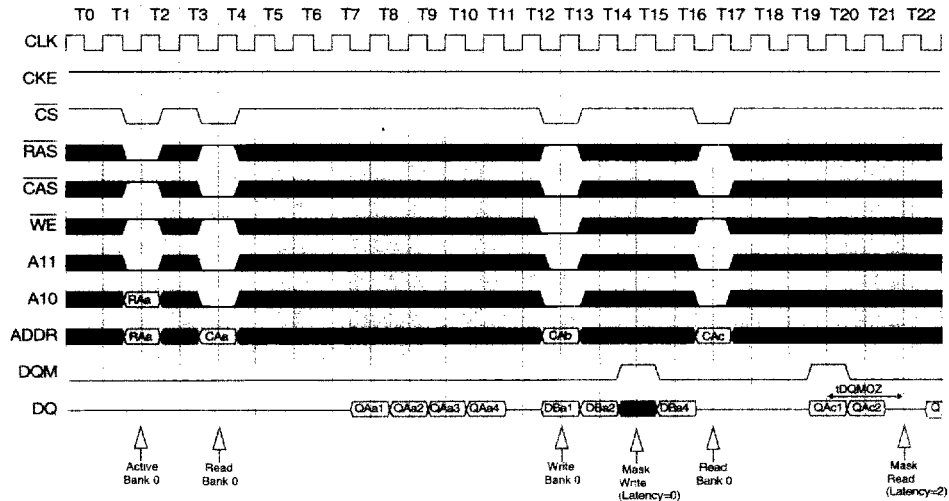 T0 T1 T2 T3 T4 T5 T6 T7 T8 T9 T10 T11 T12 T13 T14 T15 T16 T17 T18 T19 T20 T21 T22
CLK
CKE
CS
RAS
CAS
WE
A11
A10 RAa
ADDR RAa CAa CAb CAc
DQM
tDQMOZ
DQ QAa1 QAa2 QAa3 QAa4 DBa1 DBa2 DBa4 QAc1 QAc2 Q
Active Read Write Mask Read Mask
Bank 0 Bank 0 Bank 0 Write Bank 0 Read
(Latency=0) (Latency=2)